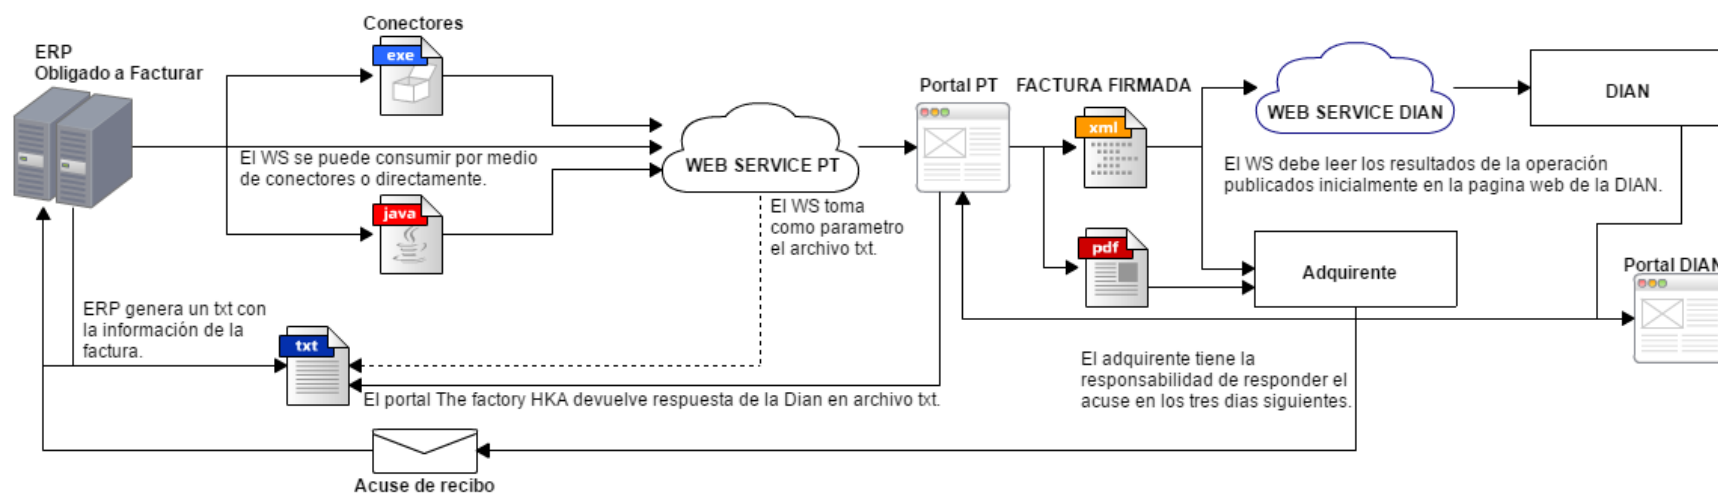 Conectores
ERP
Obligado a Facturar
exe
El WS se puede consumir por medio
de conectores o directamente.
java
WEB SERVICE PT
El WS toma
como parametro
el archivo txt.
Portal PT
FACTURA FIRMADA
xml
pdf
WEB SERVICE DIAN
DIAN
El WS debe leer los resultados de la operación
publicados inicialmente en la pagina web de la DIAN.
Adquirente
Portal DIAN
ERP genera un txt con
la información de la
factura.
txt
El portal The factory HKA devuelve respuesta de la Dian en archivo txt.
El adquirente tiene la
responsabilidad de responder el
acuse en los tres dias siguientes.
Acuse de recibo